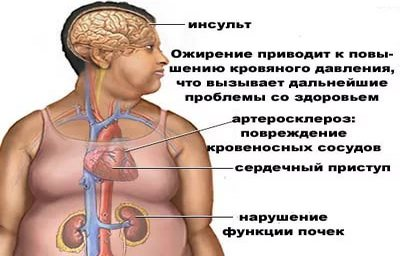 инсульт
Ожирение приводит к повы-
шению кровяного давления,
что вызывает дальнейшие
проблемы со здоровьем
артеросклероз:
повреждение
кровеносных сосудов
сердечный приступ
нарушение
функции почек